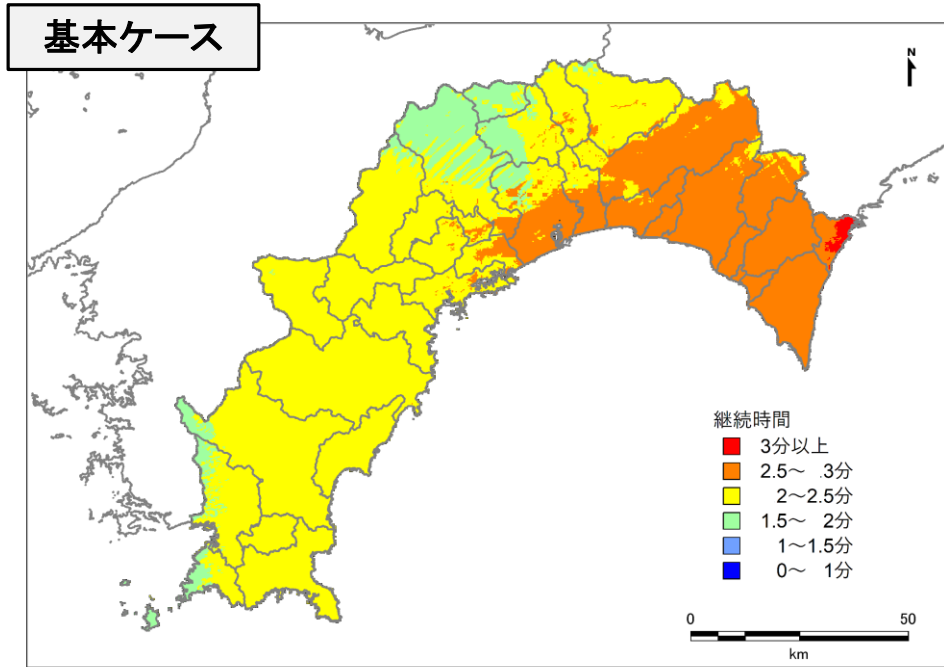 基本ケース
N
継続時間
3分以上
2.5～ .3分
2～2.5分
1.5～ 2分
1～1.5分
0～ 1分
0 50
km